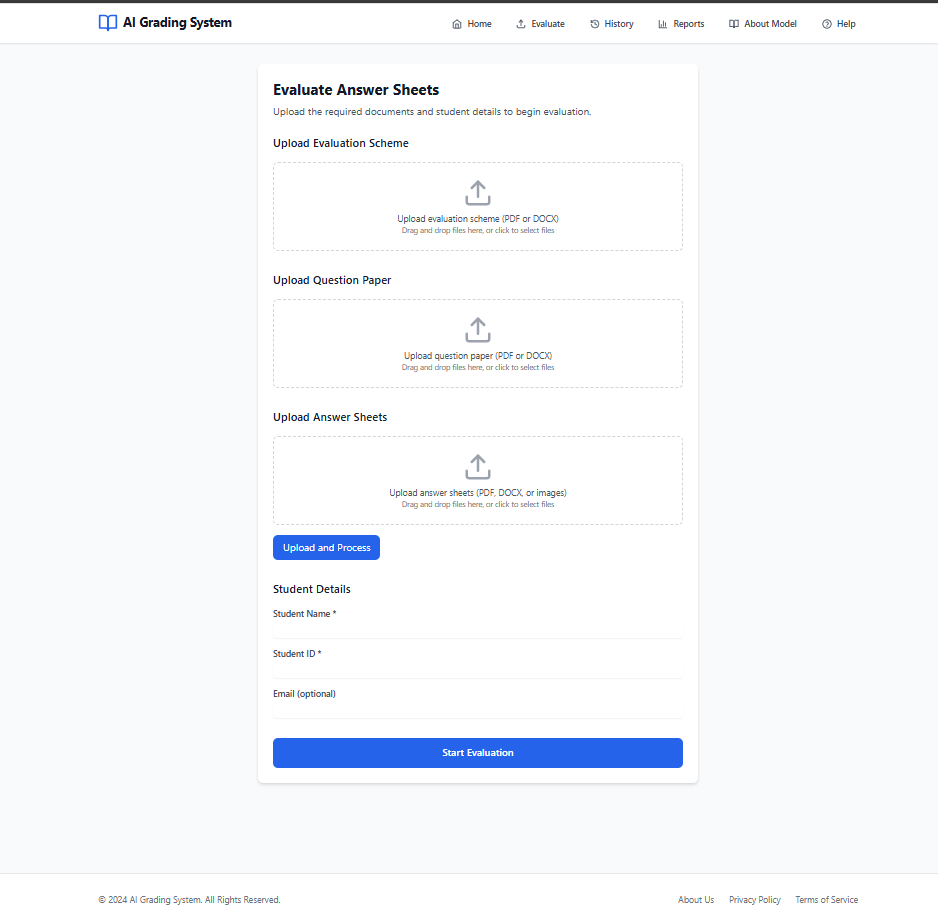 AI Grading System
Home Evaluate History Reports About Model Help
Evaluate Answer Sheets
Upload the required documents and student details to begin evaluation.
Upload Evaluation Scheme
Upload evaluation scheme (PDF or DOCX)
Drag and drop files here, or click to select files
Upload Question Paper
Upload question paper (PDF or DOCX)
Drag and drop files here, or click to select files
Upload Answer Sheets
Upload answer sheets (PDF, DOCX, or images)
Drag and drop files here, or click to select files
Upload and Process
Student Details
Student Name *
Student ID *
Email (optional)
Start Evaluation
© 2024 AI Grading System. All Rights Reserved.
About Us Privacy Policy Terms of Service